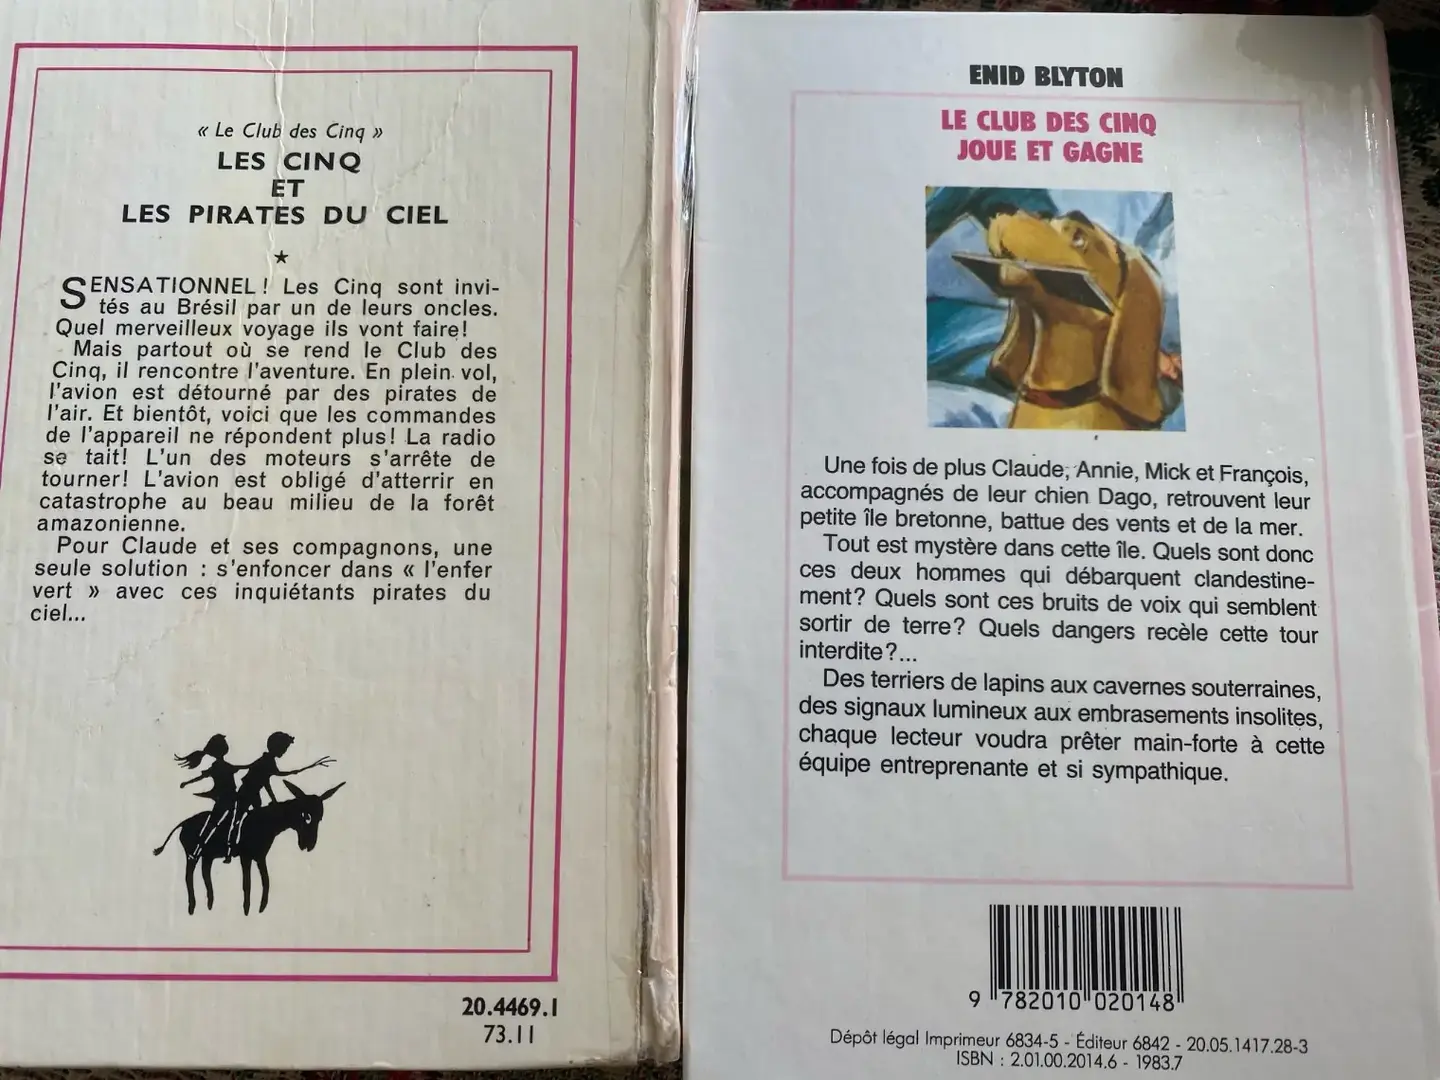 « Le Club des Cinq »
LES CINQ
ET
LES PIRATES DU CIEL
★
SENSATIONNEL! Les Cinq sont invi-
tés au Brésil par un de leurs oncles.
Quel merveilleux voyage ils vont faire!
Mais partout où se rend le Club des
Cinq, il rencontre l'aventure. En plein vol,
l'avion est détourné par des pirates de
l'air. Et bientôt, voici que les commandes
de l'appareil ne répondent plus! La radio
se tait! L'un des moteurs s'arrête de
tourner! L'avion est obligé d'atterrir en
catastrophe au beau milieu de la forêt
amazonienne.
Pour Claude et ses compagnons, une
seule solution : s'enfoncer dans « l'enfer
vert » avec ces inquiétants pirates du
ciel...
20.4469.1
73.11
ENID BLYTON
LE CLUB DES CINQ
JOUE ET GAGNE
Une fois de plus Claude, Annie, Mick et François,
accompagnés de leur chien Dago, retrouvent leur
petite île bretonne, battue des vents et de la mer.
Tout est mystère dans cette île. Quels sont donc
ces deux hommes qui débarquent clandestine-
ment? Quels sont ces bruits de voix qui semblent
sortir de terre? Quels dangers recèle cette tour
interdite?...
Des terriers de lapins aux cavernes souterraines,
des signaux lumineux aux embrasements insolites,
chaque lecteur voudra prêter main-forte à cette
équipe entreprenante et si sympathique.
9 782010 020148
Dépôt légal Imprimeur 6834-5 - Éditeur 6842 - 20.05.1417.28-3
ISBN : 2.01.00.2014.6 - 1983.7